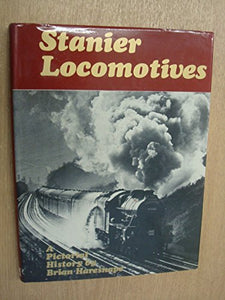 Stanier
Locomotives
A
Pictorial
History by
Brian Haresnape